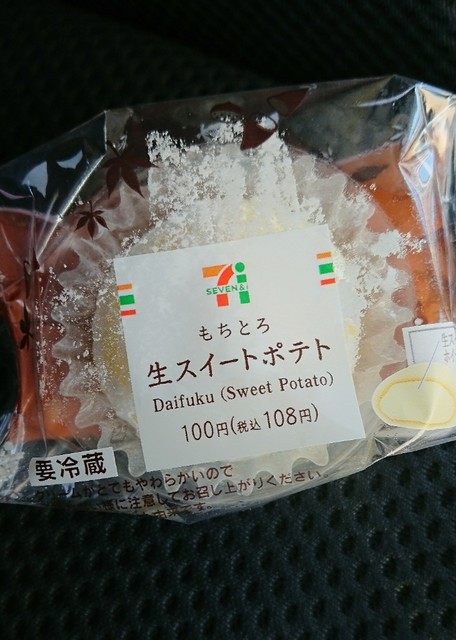 SEVEN&i
もちとろ
生スイートポテト
Daifuku (Sweet Potato)
100円(税込108円)
要冷蔵
とてもやわらかいので
に注意してお召し上がりください。